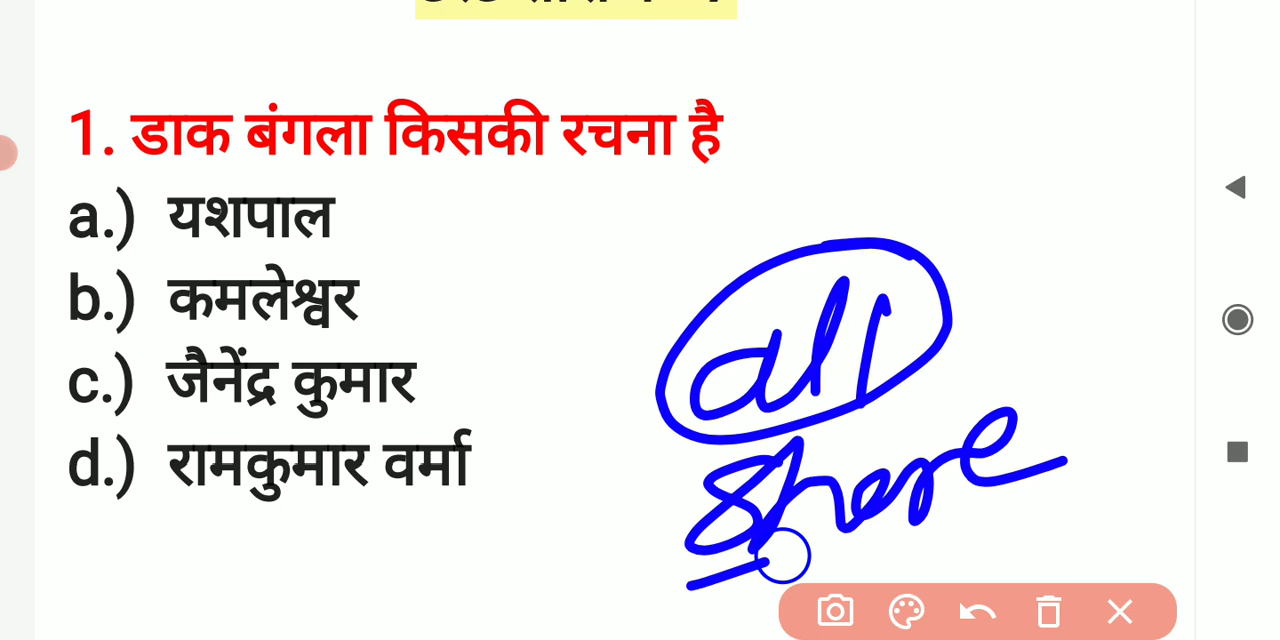 1. डाक बंगला किसकी रचना है
a.) यशपाल
b.) कमलेश्वर
c.) जैनेंद्र कुमार
d.) रामकुमार वर्मा
all
share